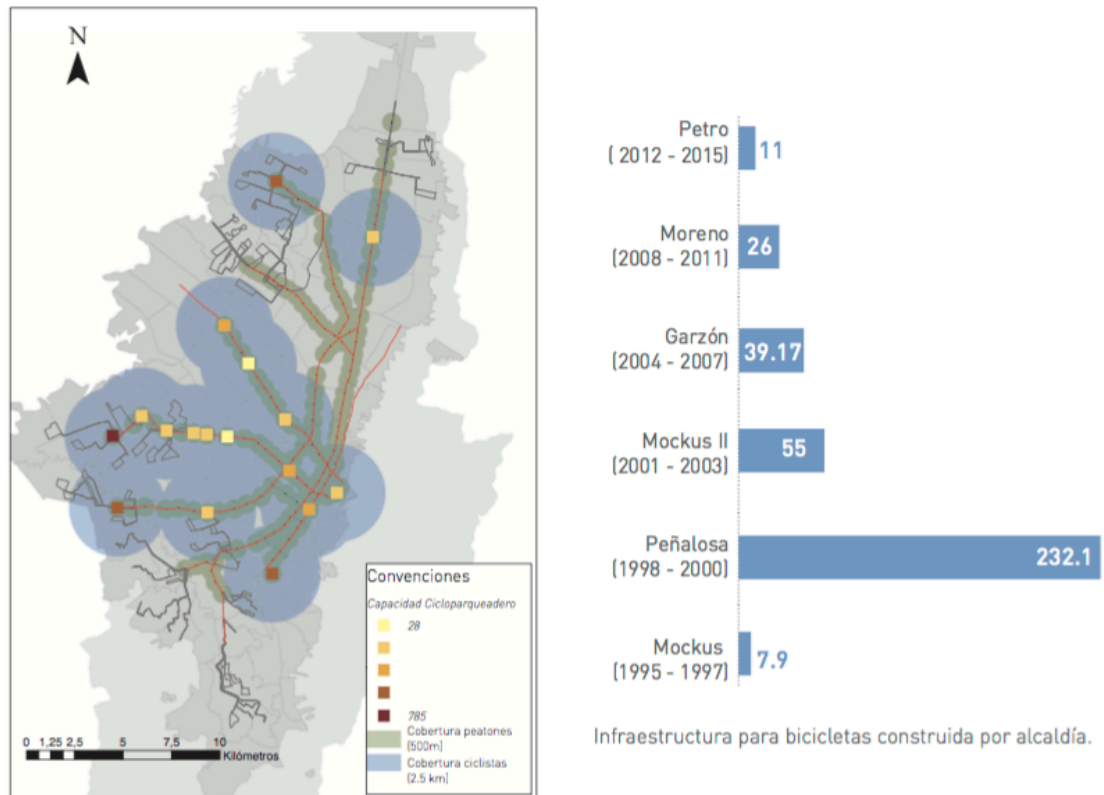 N
Convenciones
Capacidad Cicloparqueadero
28
785
Cobertura peatones
(500m)
Cobertura ciclistas
(2.5 km)
0 1,25 2,5 5 7,5 10
Kilómetros
Petro
( 2012 - 2015)
11
Moreno
(2008 - 2011)
26
Garzón
(2004 - 2007)
39.17
Mockus II
(2001 - 2003)
55
Peñalosa
(1998 - 2000)
232.1
Mockus
(1995 - 1997)
7.9
Infraestructura para bicicletas construida por alcaldía.